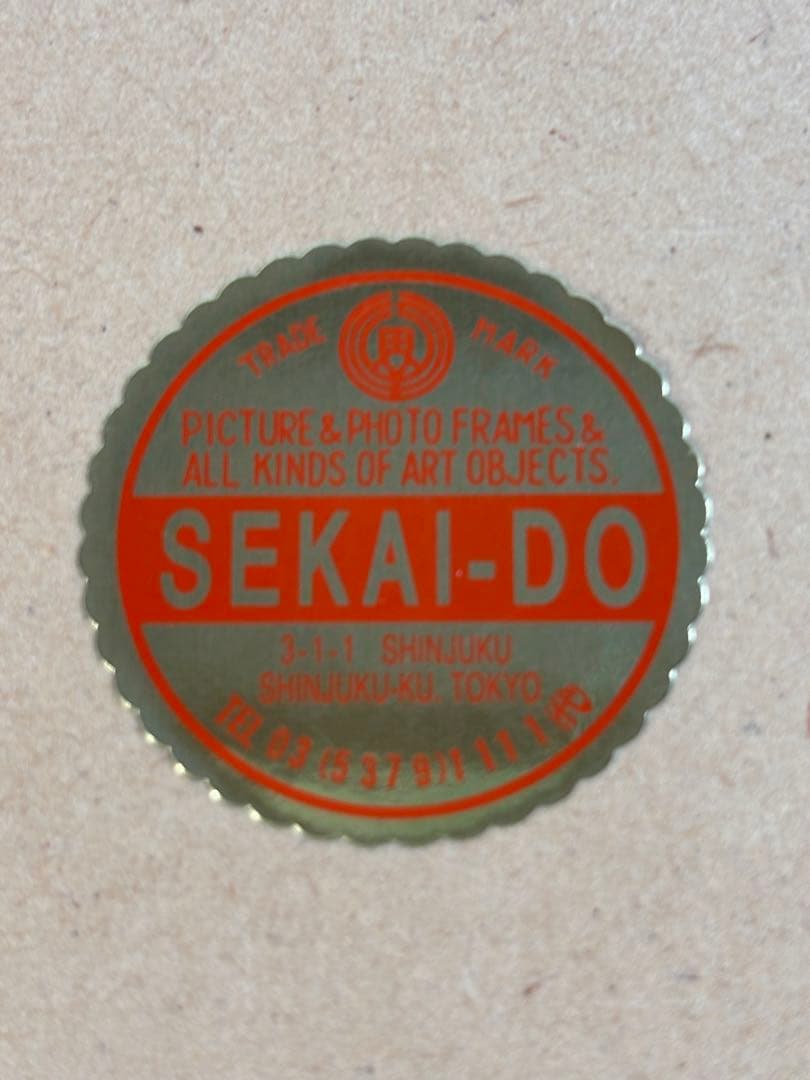 TRADE MARK
PICTURE & PHOTO FRAMES &
ALL KINDS OF ART OBJECTS.
SEKAI-DO
3-1-1 SHINJUKU
SHINJUKU-KU, TOKYO
TEL 03 (5379) 1111 ㈹